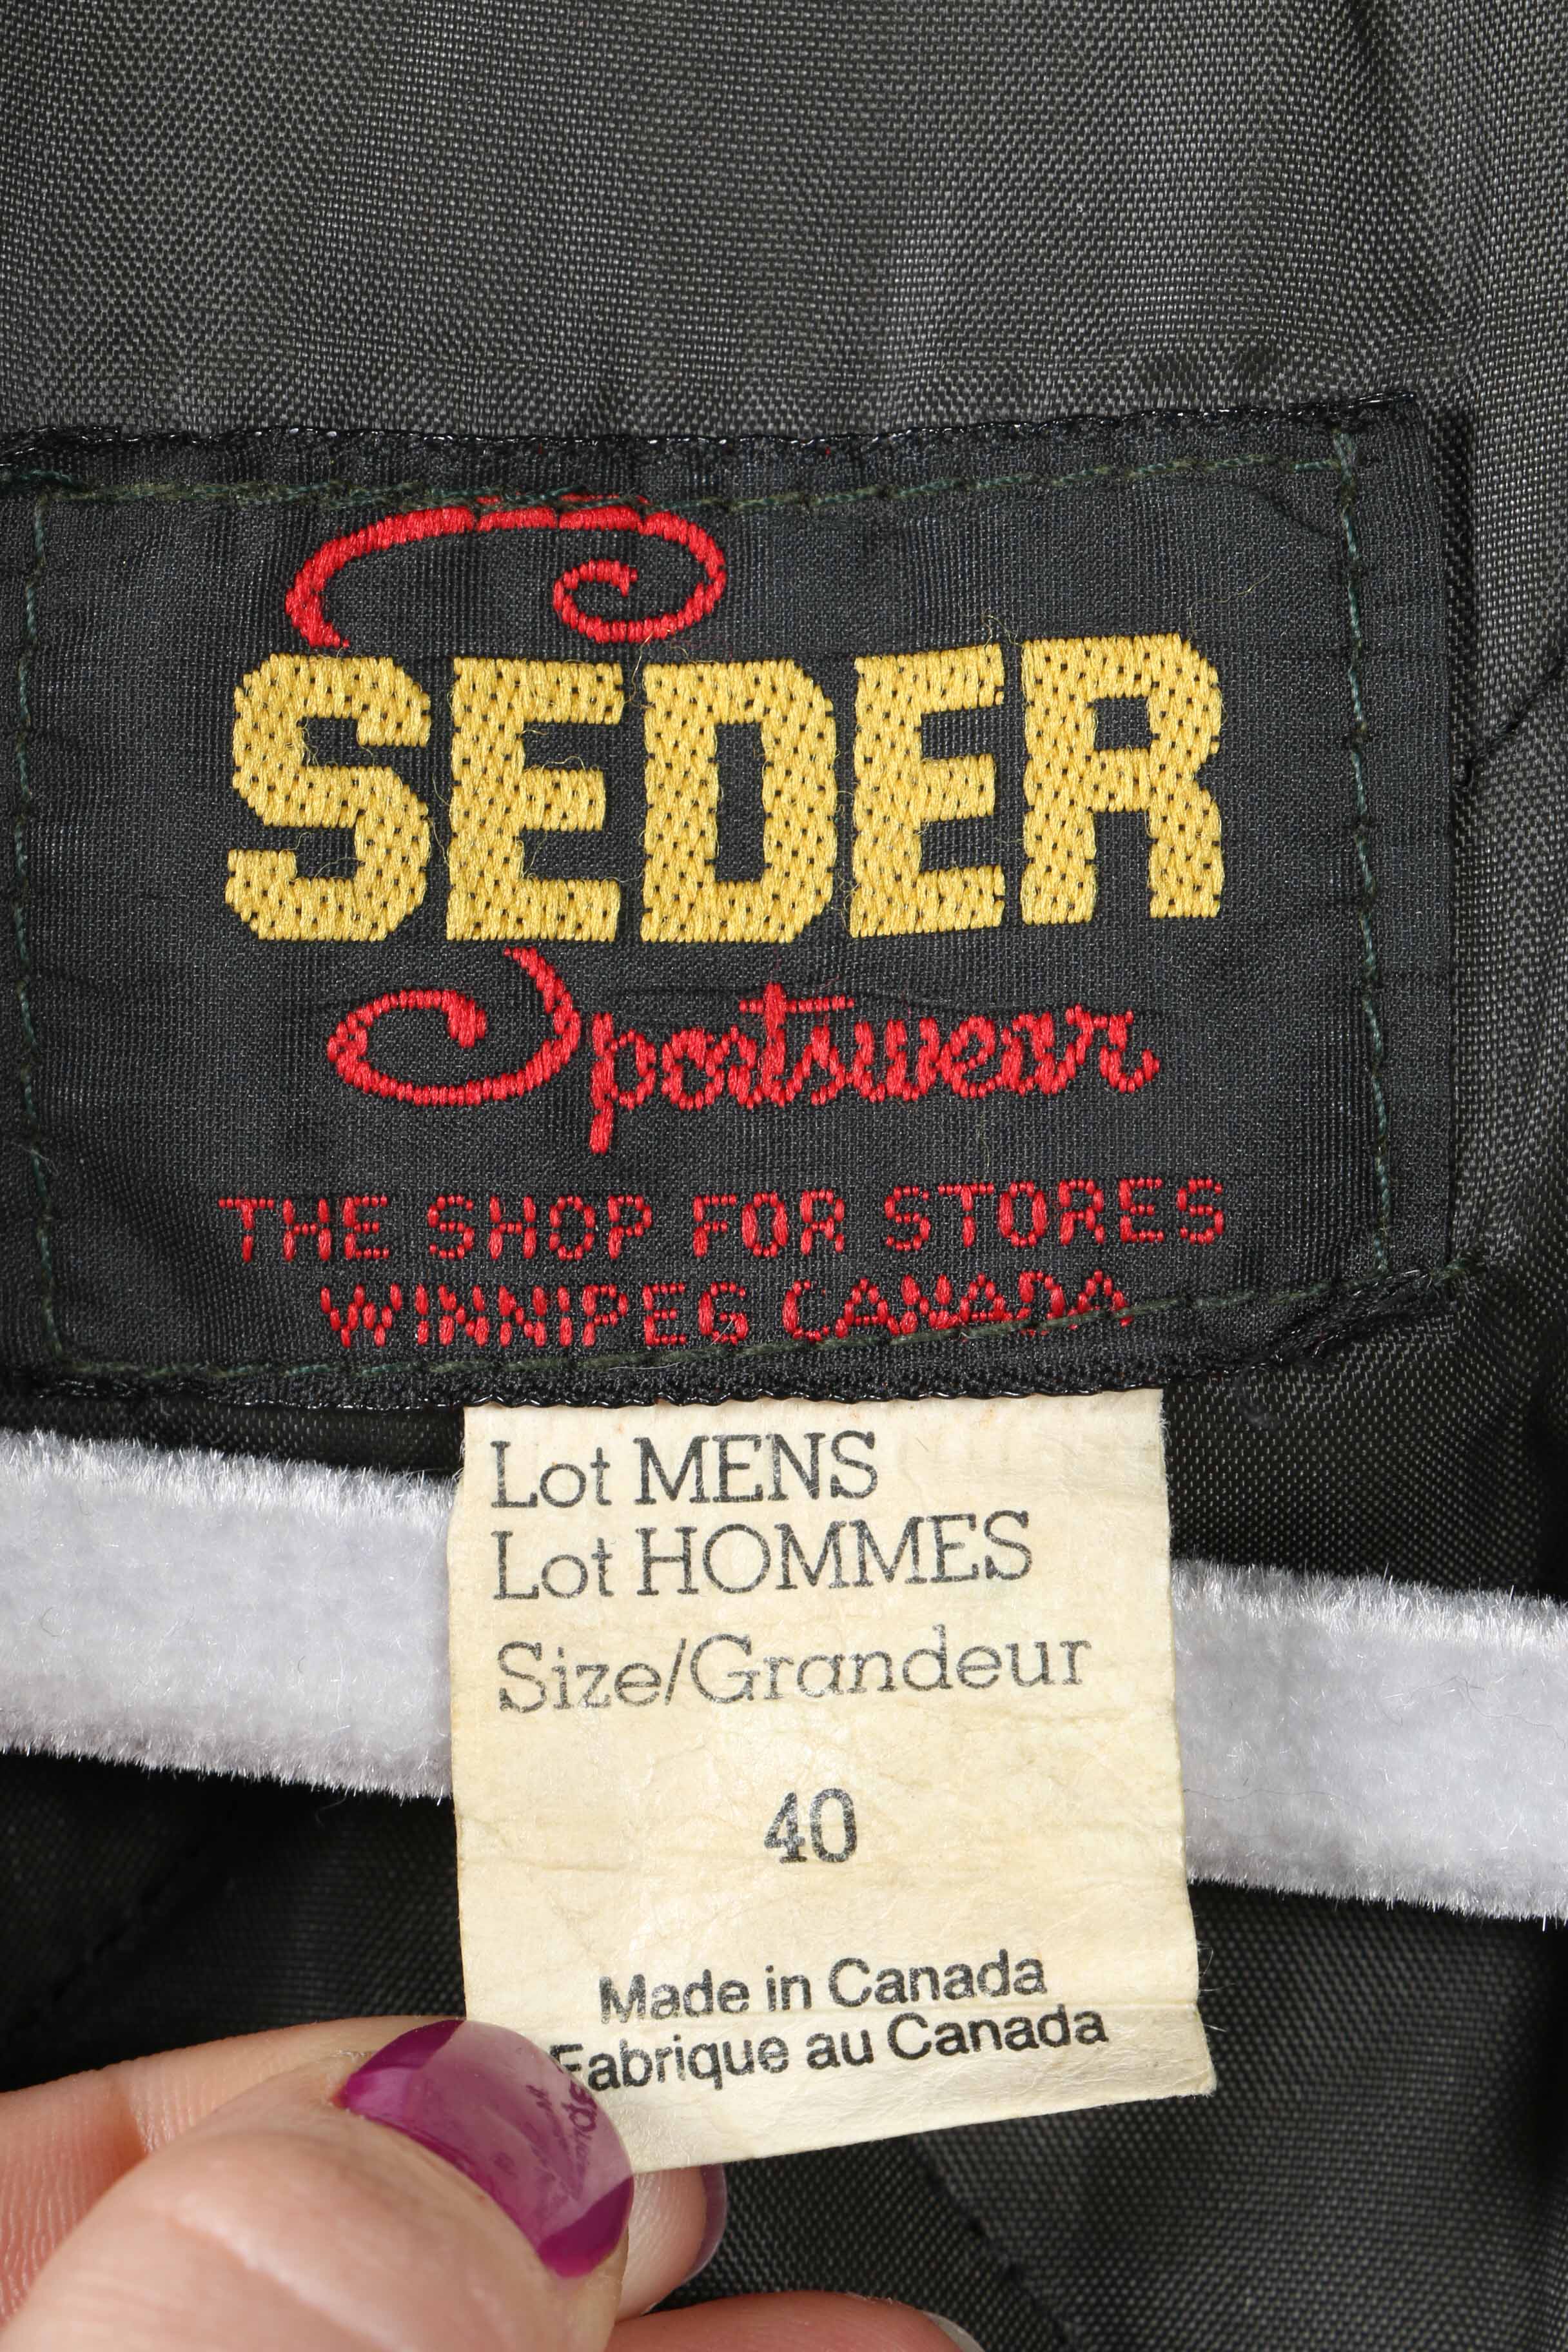 SEDER
Sportswear
THE SHOP FOR STORES
WINNIPEG CANADA
Lot MENS
Lot HOMMES
Size/Grandeur
40
Made in Canada
Fabrique au Canada